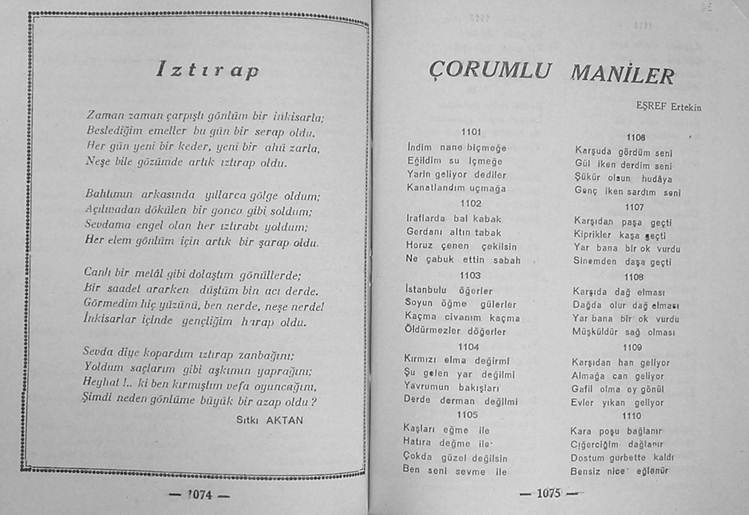 Iztırap
Zaman zaman çarpıştı gönlüm bir inkisarla;
Beslediğim emeller bu gün bir serap oldu.
Her gün yeni bir keder, yeni bir ahü zarla,
Neşe bile gözümde artık ıztırap oldu.
Bahtımın arkasında yıllarca gölge oldum;
Açılmadan dökülen bir gonca gibi soldum;
Sevdama engel olan her ıztırabı yoldum;
Her elem gönlüm için artık bir şarap oldu.
Canlı bir melâl gibi dolaştım gönüllerde;
Bir saadet ararken düştüm bin acı derde.
Görmedim hiç yüzünü, ben nerde, neşe nerde!
İnkisarlar içinde gençliğim harap oldu.
Sevda diye kopardım ıztırap zanbağını;
Yoldum saçlarım gibi aşkımın yaprağını;
Heyhat!.. ki ben kırmıştım vefa oyuncağını,
Şimdi neden gönlüme büyük bir azap oldu?
Sıtkı AKTAN
— 1074 —
ÇORUMLU MANİLER
EŞREF Ertekin
1101
İndim nane biçmeğe
Eğildim su içmeğe
Yarin geliyor dediler
Kanatlandım uçmağa
1102
Iraflarda bal kabak
Gerdanı altın tabak
Horuz çenen çekilsin
Ne çabuk ettin sabah
1103
İstanbulu öğerler
Soyun öğme gülerler
Kaçma civanım kaçma
Öldürmezler döğerler
1104
Kırmızı elma değirmi
Şu gelen yar değilmi
Yavrumun bakışları
Derde derman değilmi
1105
Kaşları eğme ile
Hatıra değme ile
Çokda güzel değilsin
Ben seni sevme ile
1106
Karşuda gördüm seni
Gül iken derdim seni
Şükür olsun hudâya
Genç iken sardım seni
1107
Karşıdan paşa geçti
Kiprikler kaşa geçti
Yar bana bir ok vurdu
Sinemden daşa geçti
1108
Karşıda dağ elması
Dağda olur dağ elması
Yar bana bir ok vurdu
Müşküldür sağ olması
1109
Karşıdan han geliyor
Almağa can geliyor
Gafil olma ey gönül
Evler yıkan geliyor
1110
Kara poşu bağlanır
Ciğerciğim dağlanır
Dostum gurbette kaldı
Bensiz nice eğlenür
— 1075 —